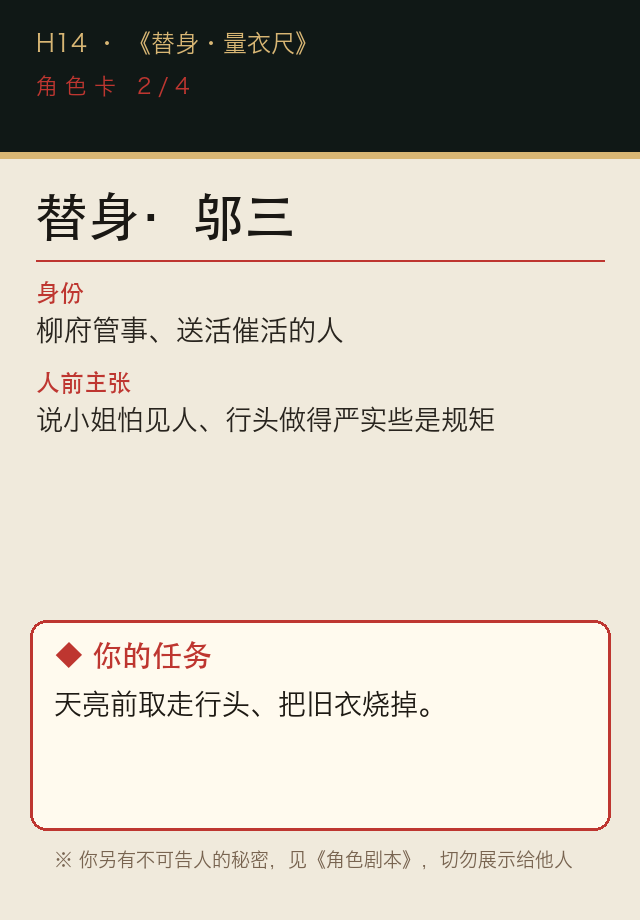 H14 · 《替身·量衣尺》
角色卡 2/4
替身· 邬三
身份
柳府管事、送活催活的人
人前主张
说小姐怕见人、行头做得严实些是规矩
◆ 你的任务
天亮前取走行头、把旧衣烧掉。
※ 你另有不可告人的秘密，见《角色剧本》，切勿展示给他人